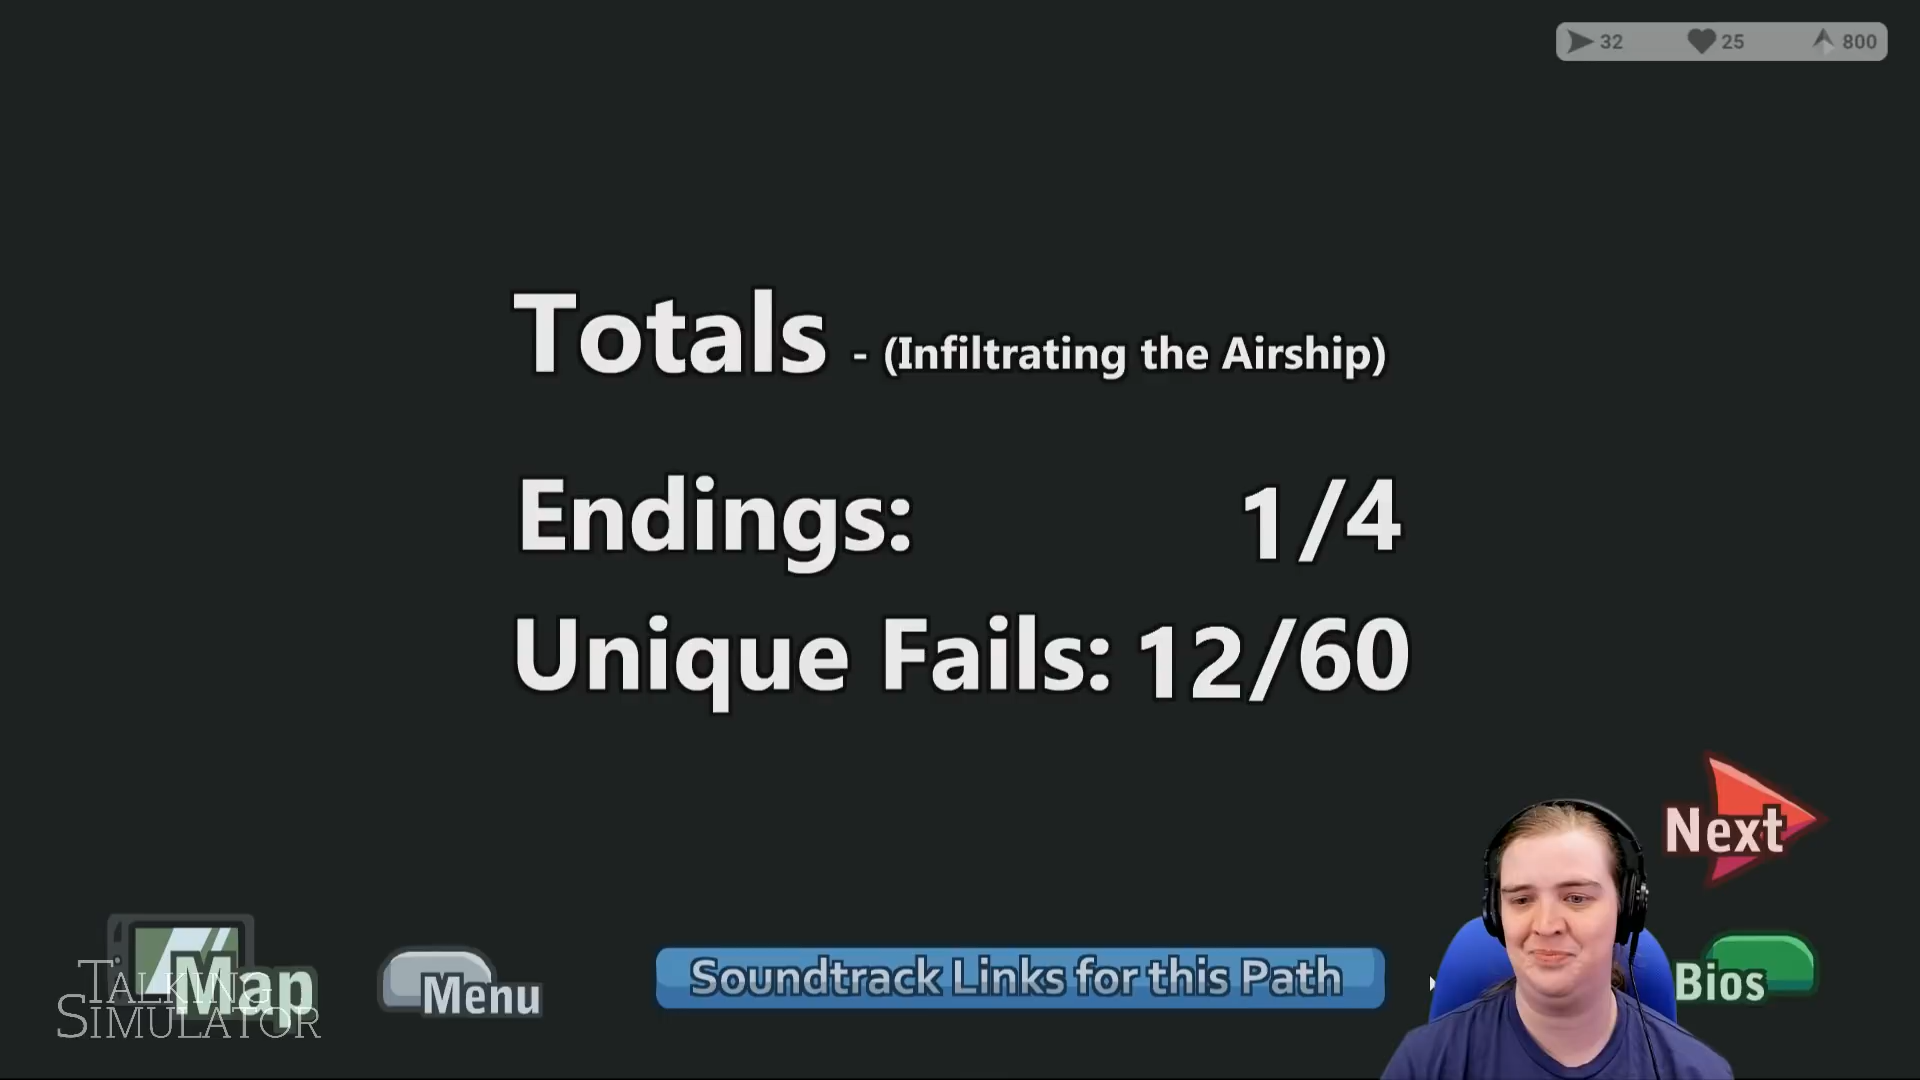 32 25 800
Totals - (Infiltrating the Airship)
Endings: 1/4
Unique Fails: 12/60
Next
Map
Menu
Soundtrack Links for this Path
Bios
TALKING
SIMULATOR